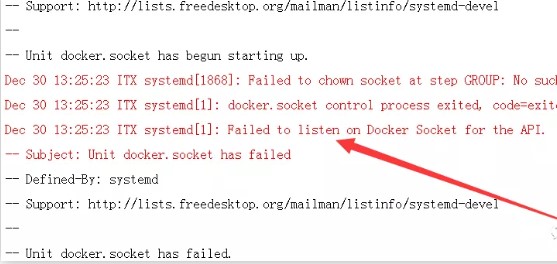 -- Support: http://lists.freedesktop.org/mailman/listinfo/systemd-devel
--
-- Unit docker.socket has begun starting up.
Dec 30 13:25:23 ITX systemd[1868]: Failed to chown socket at step GROUP: No suc
Dec 30 13:25:23 ITX systemd[1]: docker.socket control process exited, code=exit
Dec 30 13:25:23 ITX systemd[1]: Failed to listen on Docker Socket for the API.
-- Subject: Unit docker.socket has failed
-- Defined-By: systemd
-- Support: http://lists.freedesktop.org/mailman/listinfo/systemd-devel
--
-- Unit docker.socket has failed.